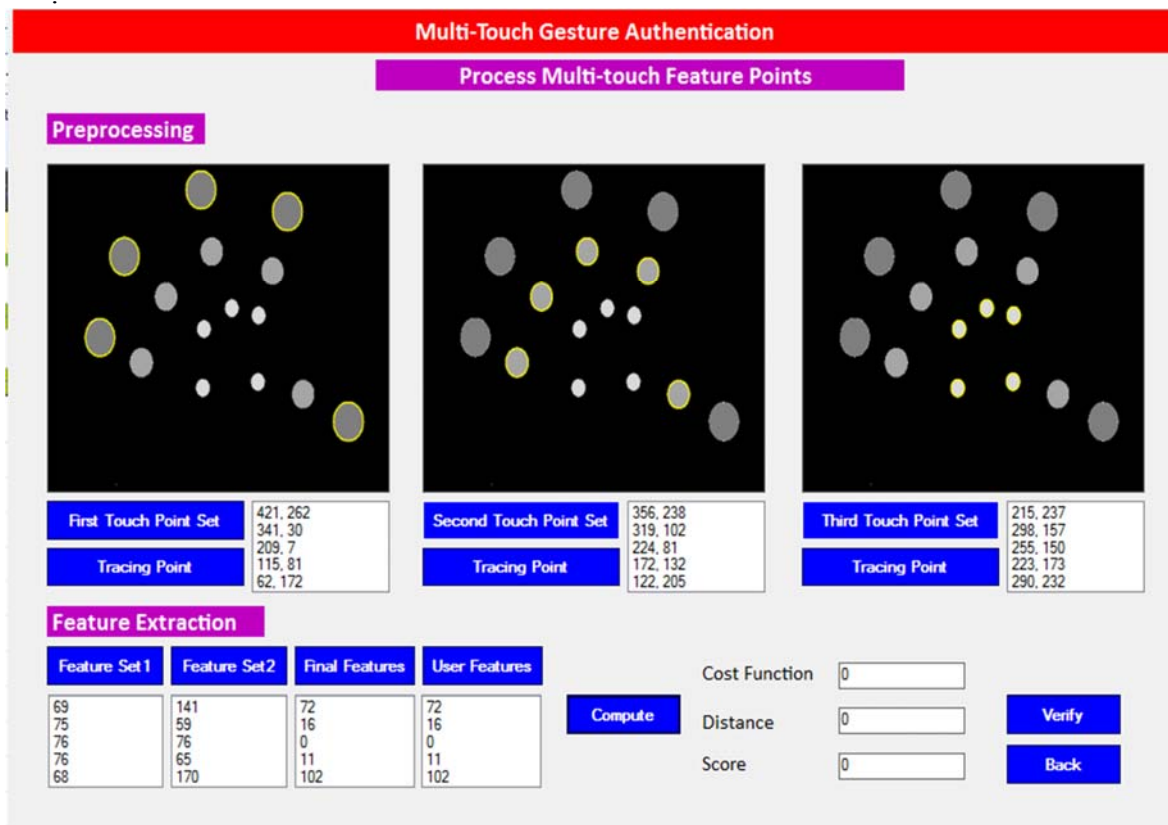 Multi-Touch Gesture Authentication
Process Multi-touch Feature Points
Preprocessing
First Touch Point Set
Tracing Point
421, 262
341, 30
209, 7
115, 81
62, 172
Second Touch Point Set
Tracing Point
356, 238
319, 102
224, 81
172, 132
122, 205
Third Touch Point Set
Tracing Point
215, 237
298, 157
255, 150
223, 173
290, 232
Feature Extraction
Feature Set1
69
75
76
76
68
Feature Set2
141
59
76
65
170
Final Features
72
16
0
11
102
User Features
72
16
0
11
102
Compute
Cost Function 0
Distance 0
Score 0
Verify
Back